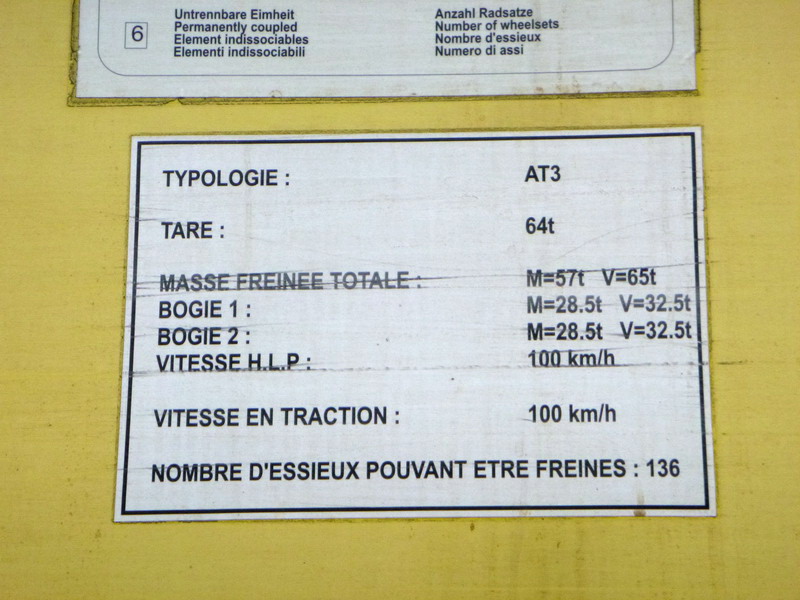 Untrennbare Eimheit Anzahl Radsatze
Permanently coupled Number of wheelsets
6 Element indissociables Nombre d'essieux
Elementi indissociabili Numero di assi
TYPOLOGIE : AT3
TARE : 64t
MASSE FREINEE TOTALE : M=57t V=65t
BOGIE 1 : M=28.5t V=32.5t
BOGIE 2 : M=28.5t V=32.5t
VITESSE H.L.P : 100 km/h
VITESSE EN TRACTION : 100 km/h
NOMBRE D'ESSIEUX POUVANT ETRE FREINES : 136